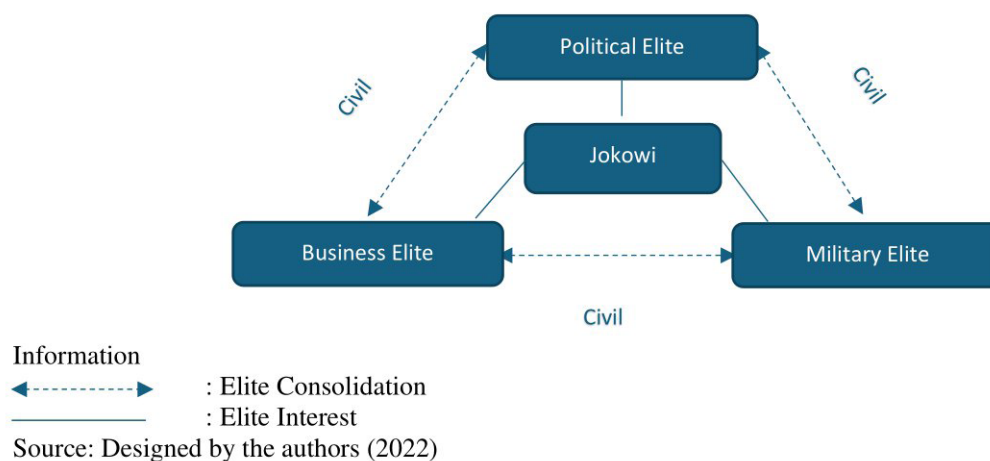 Political Elite
Civil
Civil
Jokowi
Business Elite
Military Elite
Civil
Information
: Elite Consolidation
: Elite Interest
Source: Designed by the authors (2022)